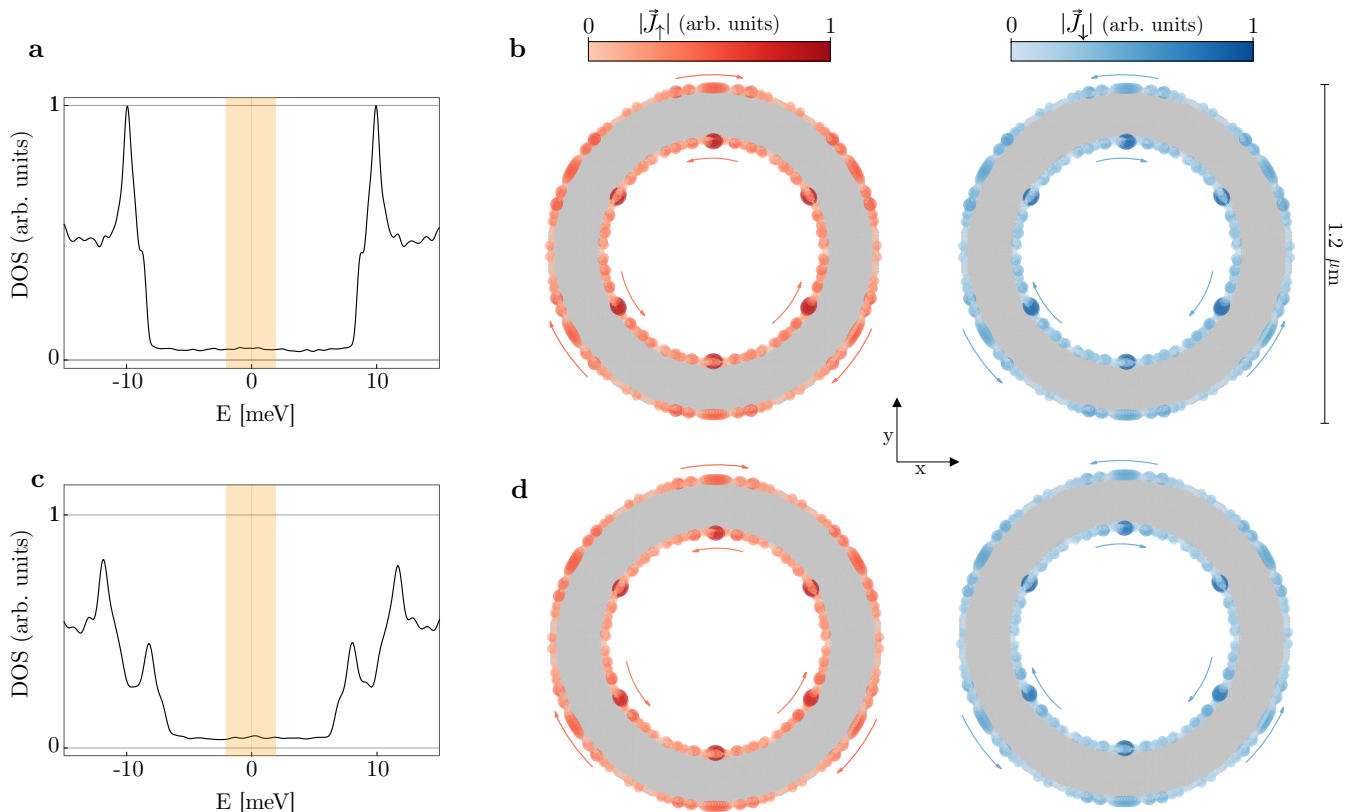 a
1
0
DOS (arb. units)
-10
0
10
E [meV]
b
0
|J⃗↑| (arb. units)
1
0
|J⃗↓| (arb. units)
1
1.2 μm
y
x
c
1
0
DOS (arb. units)
-10
0
10
E [meV]
d